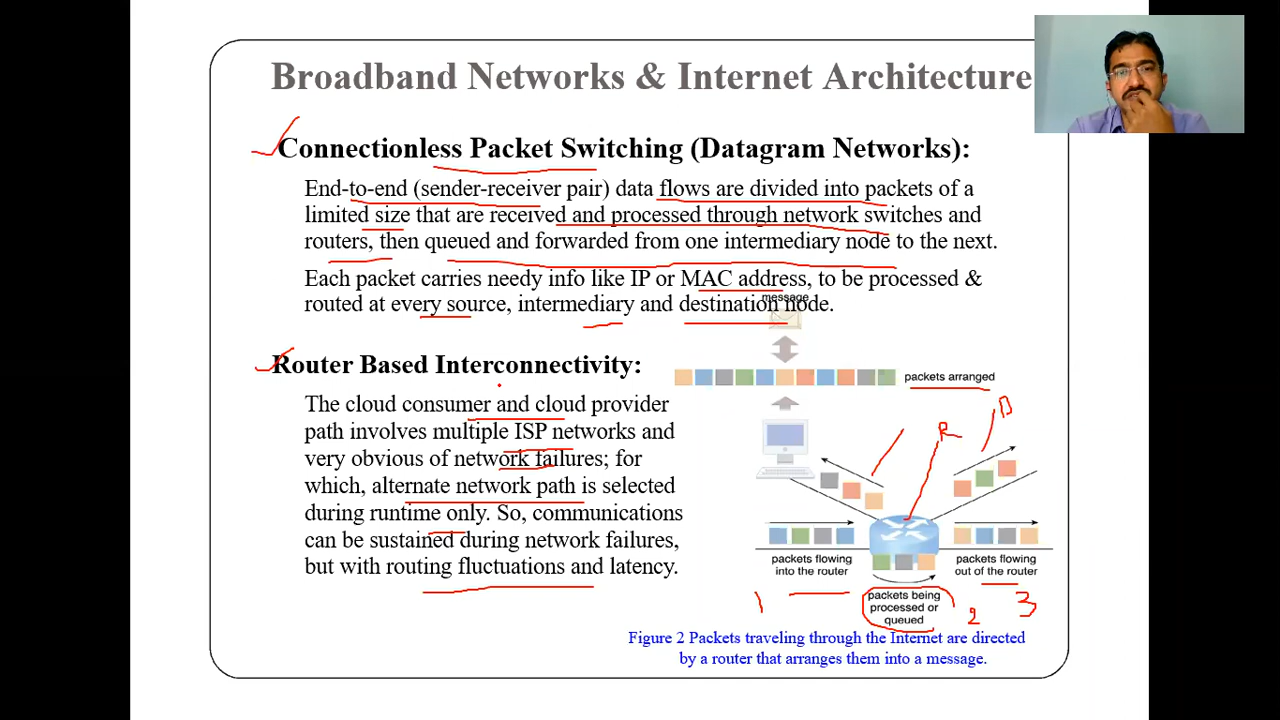 Broadband Networks & Internet Architecture
Connectionless Packet Switching (Datagram Networks):
End-to-end (sender-receiver pair) data flows are divided into packets of a
limited size that are received and processed through network switches and
routers, then queued and forwarded from one intermediary node to the next.
Each packet carries needy info like IP or MAC address, to be processed &
routed at every source, intermediary and destination node.
message
Router Based Interconnectivity:
The cloud consumer and cloud provider
path involves multiple ISP networks and
very obvious of network failures; for
which, alternate network path is selected
during runtime only. So, communications
can be sustained during network failures,
but with routing fluctuations and latency.
packets arranged
R
D
packets flowing
into the router
packets being
processed or
queued
packets flowing
out of the router
1
2
3
Figure 2 Packets traveling through the Internet are directed
by a router that arranges them into a message.